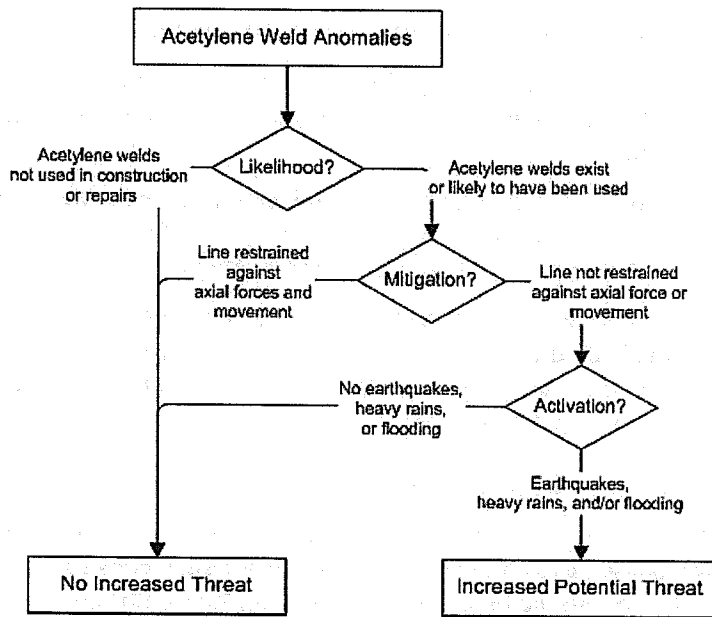 Acetylene Weld Anomalies
Likelihood?
Acetylene welds
not used in construction
or repairs
Acetylene welds exist
or likely to have been used
Mitigation?
Line restrained
against
axial forces and
movement
Line not restrained
against axial force or
movement
Activation?
No earthquakes,
heavy rains,
or flooding
Earthquakes,
heavy rains, and/or flooding
No Increased Threat
Increased Potential Threat